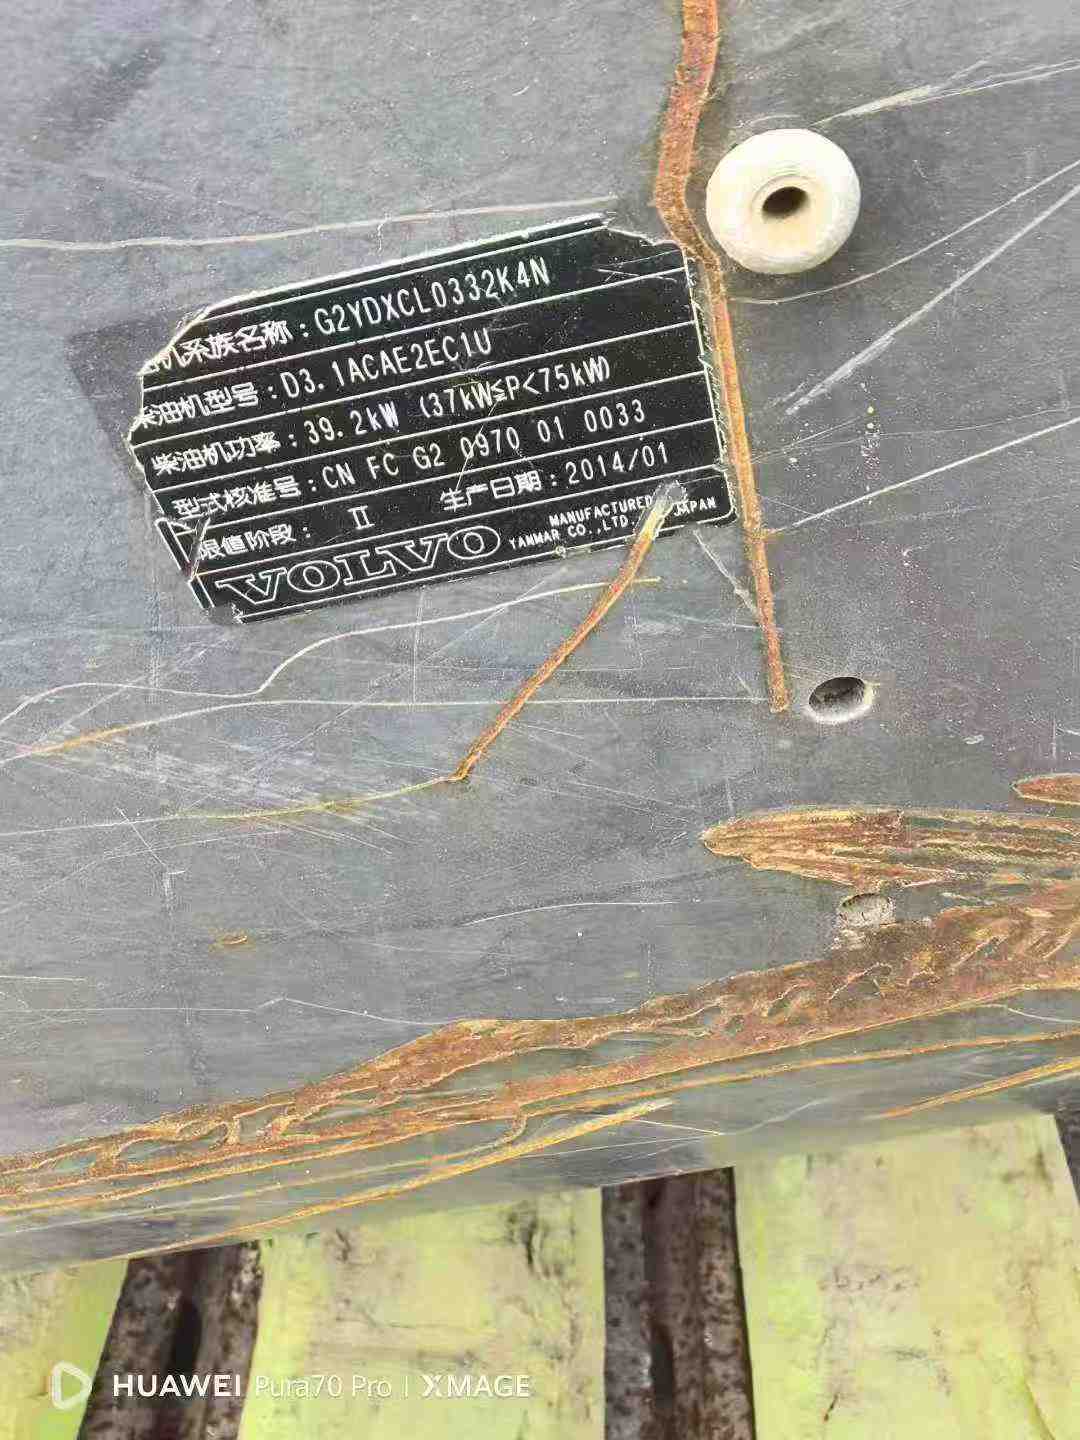 机系族名称：G2YDXCL0332K4N
柴油机型号：D3.1ACAE2EC1U
柴油机功率：39.2kW (37kW≦P<75kW)
型式核准号：CN FC G2 0970 01 0033
限值阶段： II 生产日期：2014/01
VOLVO
MANUFACTURED JAPAN
YANMAR CO.,LTD.
HUAWEI Pura70 Pro | XMAGE